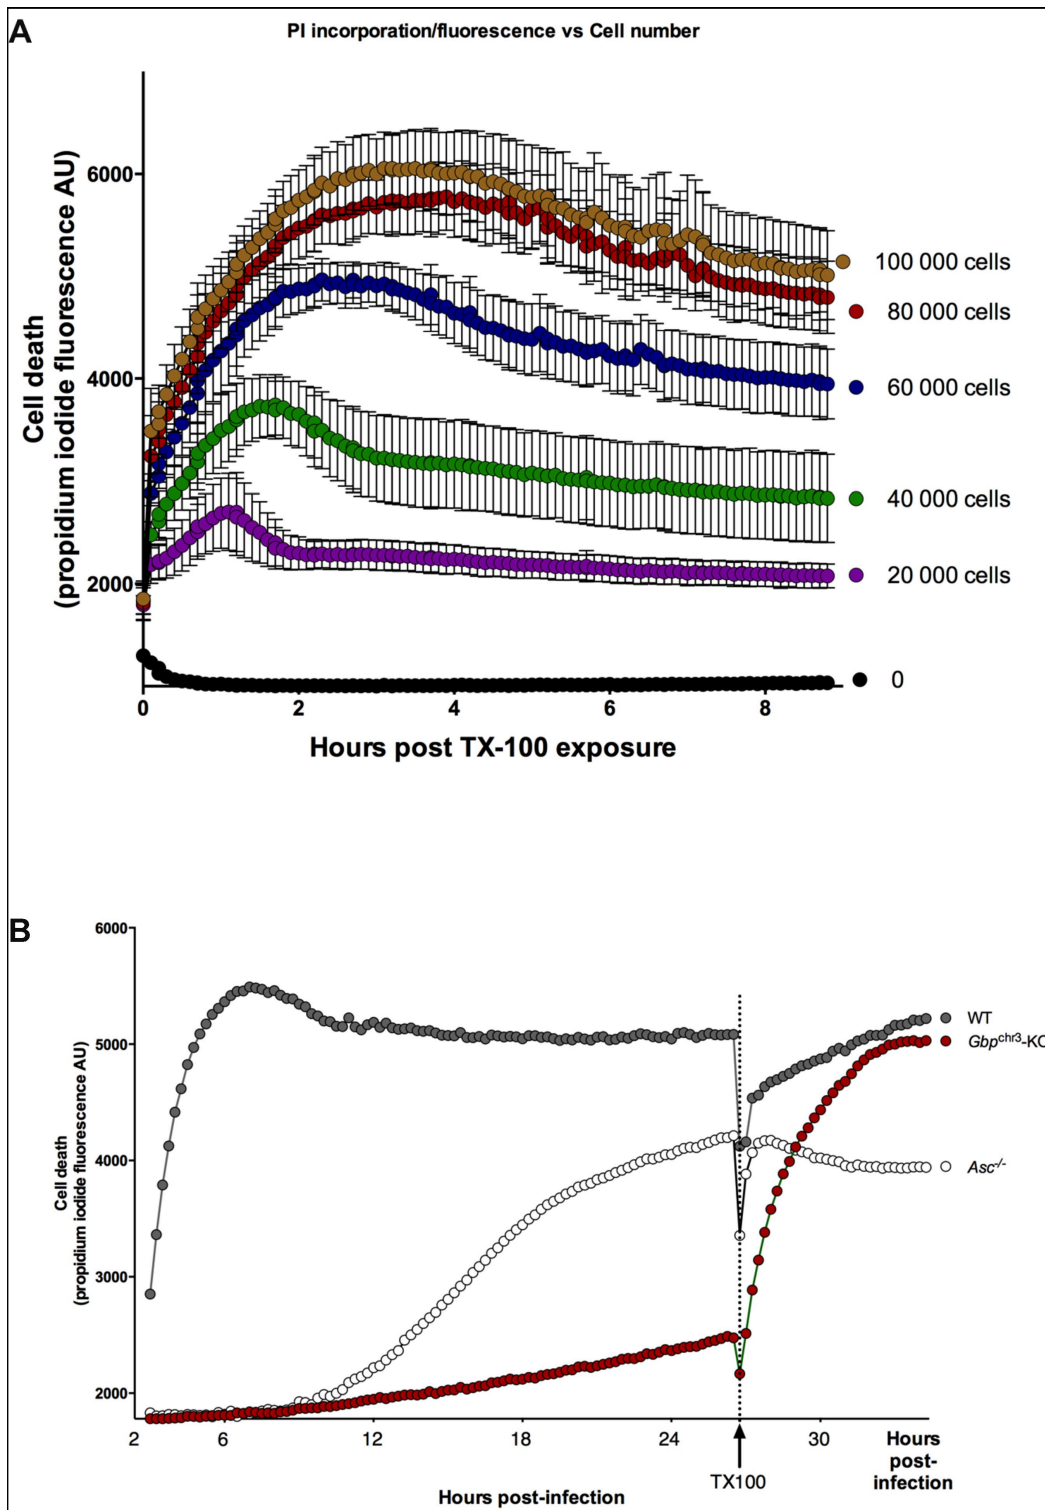 A
PI incorporation/fluorescence vs Cell number
Cell death
(propidium iodide fluorescence AU)
6000
4000
2000
100 000 cells
80 000 cells
60 000 cells
40 000 cells
20 000 cells
0
0 2 4 6 8
Hours post TX-100 exposure
B
Cell death
(propidium iodide fluorescence AU)
6000
5000
4000
3000
2000
WT
Gbpchr3-KO
Asc-/-
2 6 12 18 24 30
TX100
Hours post-infection
Hours
post-
infection